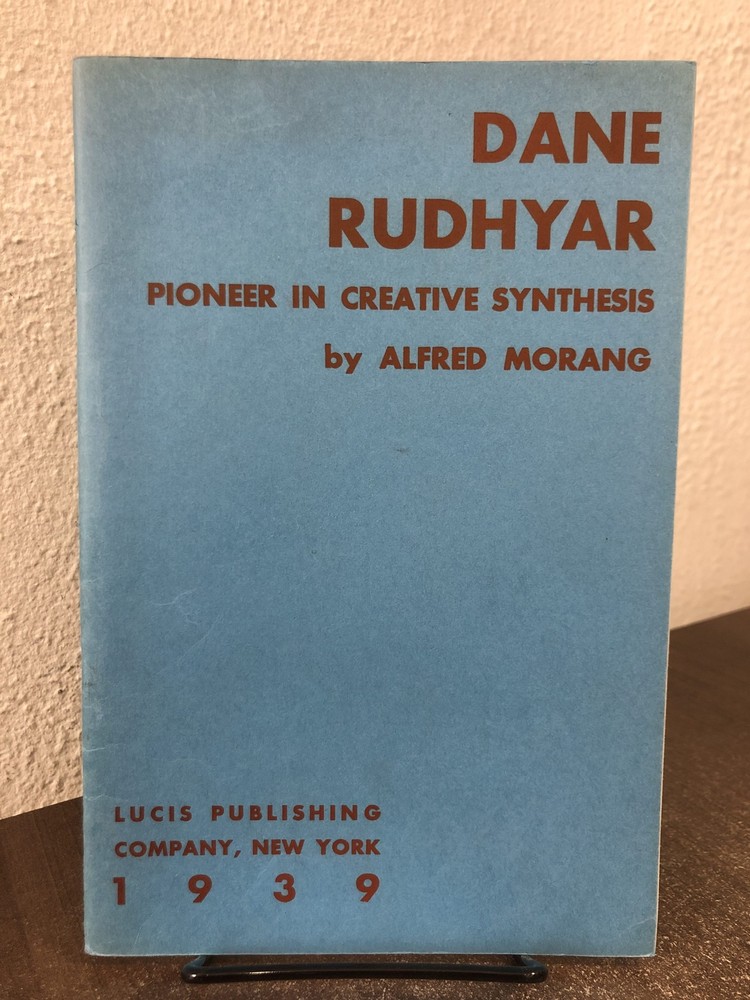 DANE
RUDHYAR
PIONEER IN CREATIVE SYNTHESIS
by ALFRED MORANG
LUCIS PUBLISHING
COMPANY, NEW YORK
1 9 3 9